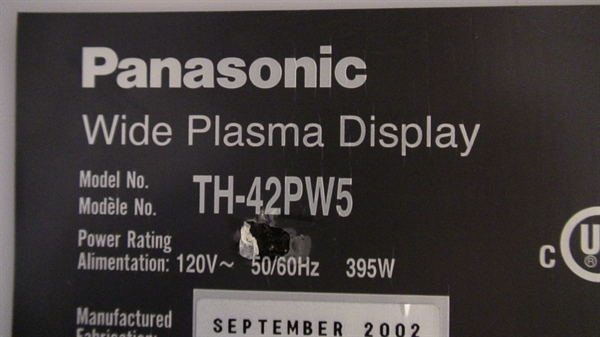 Panasonic
Wide Plasma Display
Model No.
Modèle No. TH-42PW5
Power Rating
Alimentation: 120V~ 50/60Hz 395W
C U ®
Manufactured
Fabrication: SEPTEMBER 2002